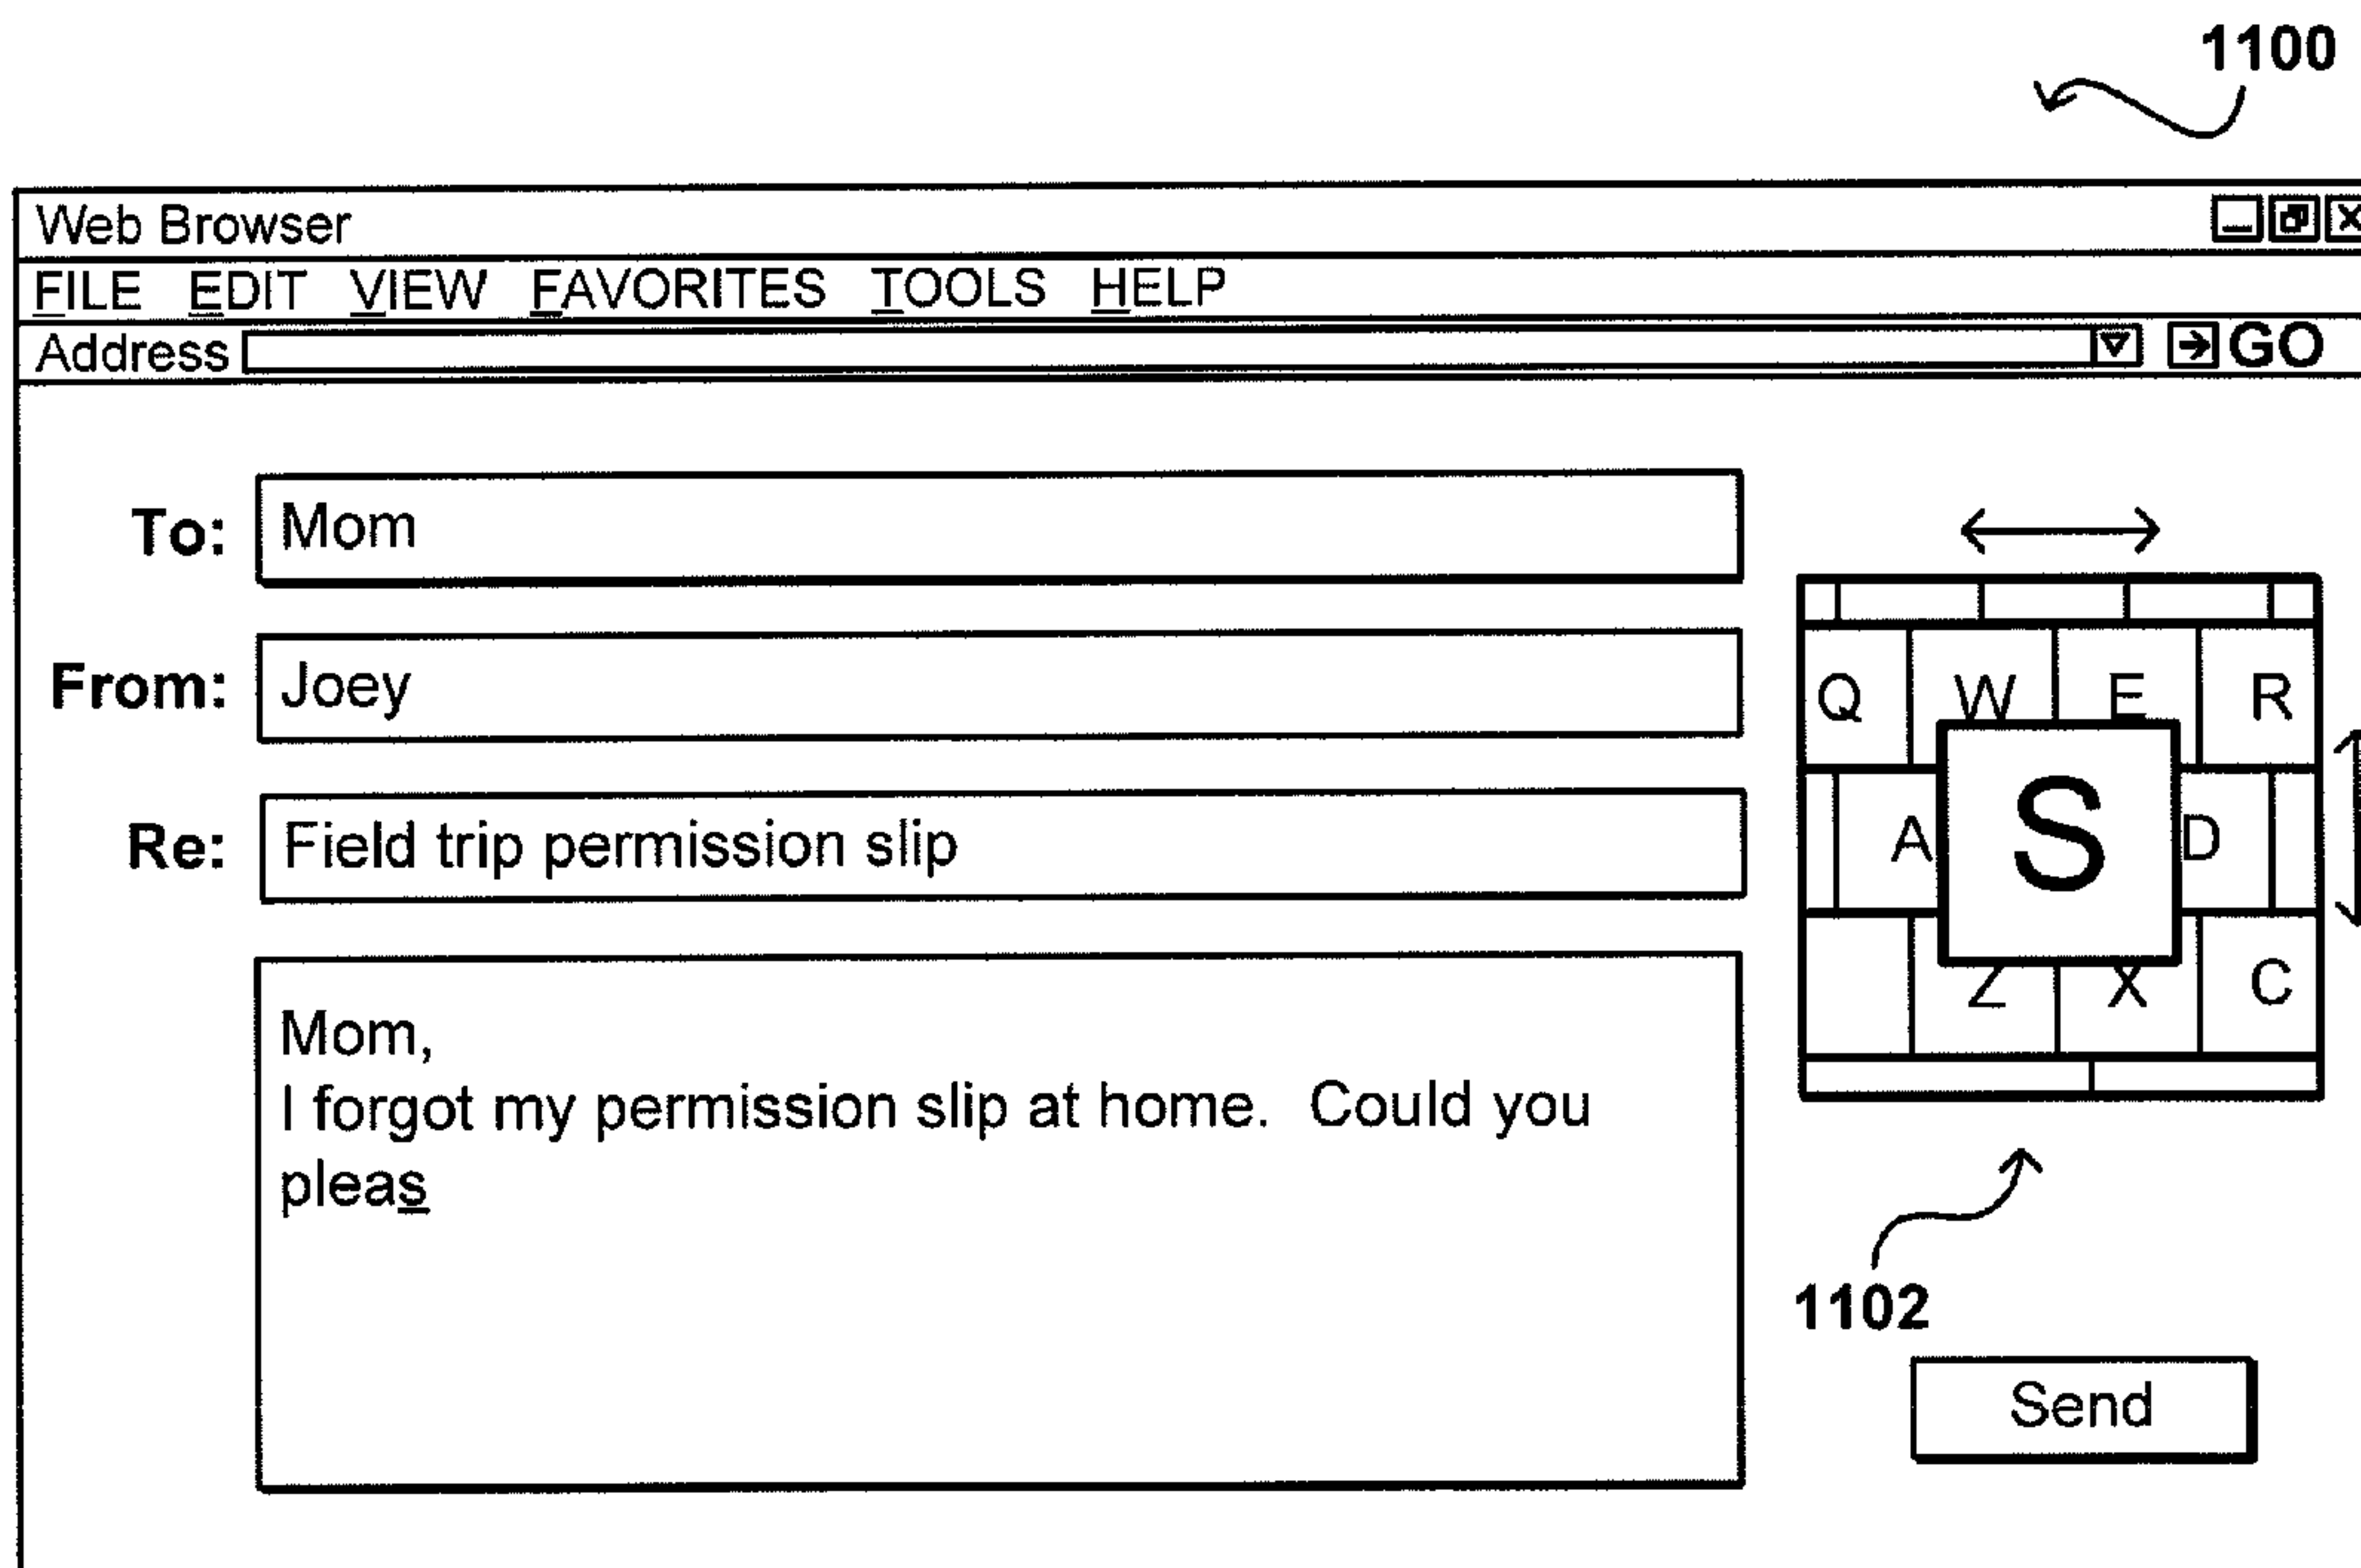 1100
Web Browser
FILE EDIT VIEW FAVORITES TOOLS HELP
Address GO
To: Mom
From: Joey
Re: Field trip permission slip
Mom,
I forgot my permission slip at home. Could you
pleas
Q W E R
A S D
Z X C
1102
Send